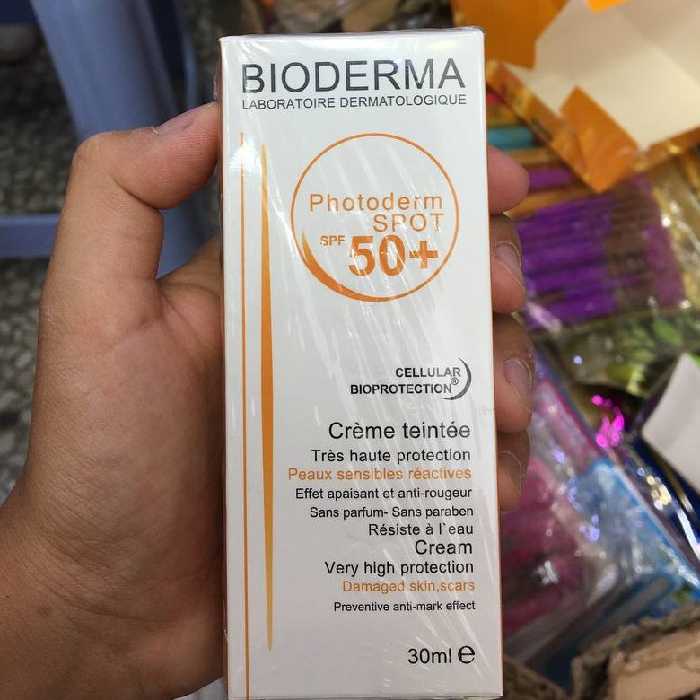 BIODERMA
LABORATOIRE DERMATOLOGIQUE
Photoderm
SPOT
SPF 50+
CELLULAR
BIOPROTECTION®
Crème teintée
Très haute protection
Peaux sensibles réactives
Effet apaisant et anti-rougeur
Sans parfum- Sans paraben
Résiste à l'eau
Cream
Very high protection
Damaged skin,scars
Preventive anti-mark effect
30ml e